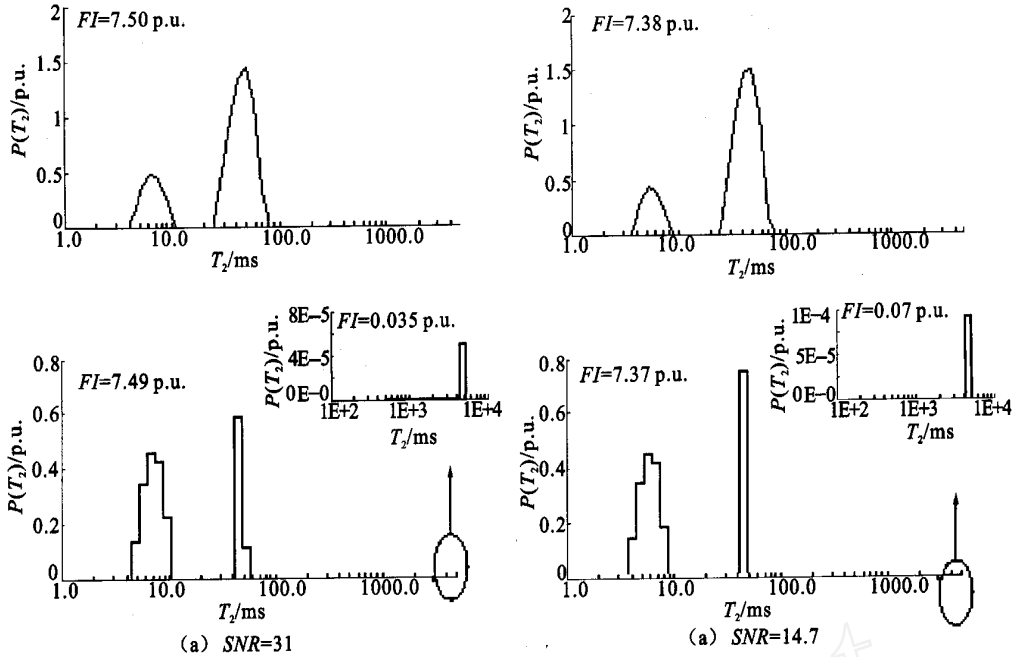 FI=7.50 p.u.
P(T₂)/p.u.
2
1.5
1
0.5
0
1.0 10.0 100.0 1000.0
T₂/ms
FI=7.38 p.u.
P(T₂)/p.u.
2
1.5
1
0.5
0
1.0 10.0 100.0 1000.0
T₂/ms
FI=7.49 p.u.
P(T₂)/p.u.
0.8
0.6
0.4
0.2
0
1.0 10.0 100.0 1000.0
T₂/ms
FI=0.035 p.u.
P(T₂)/p.u.
8E–5
4E–5
0E–0
1E+2 1E+3 1E+4
T₂/ms
(a) SNR=31
FI=7.37 p.u.
P(T₂)/p.u.
0.8
0.6
0.4
0.2
0
1.0 10.0 100.0 1000.0
T₂/ms
FI=0.07 p.u.
P(T₂)/p.u.
1E–4
5E–5
0E–0
1E+2 1E+3 1E+4
T₂/ms
(a) SNR=14.7